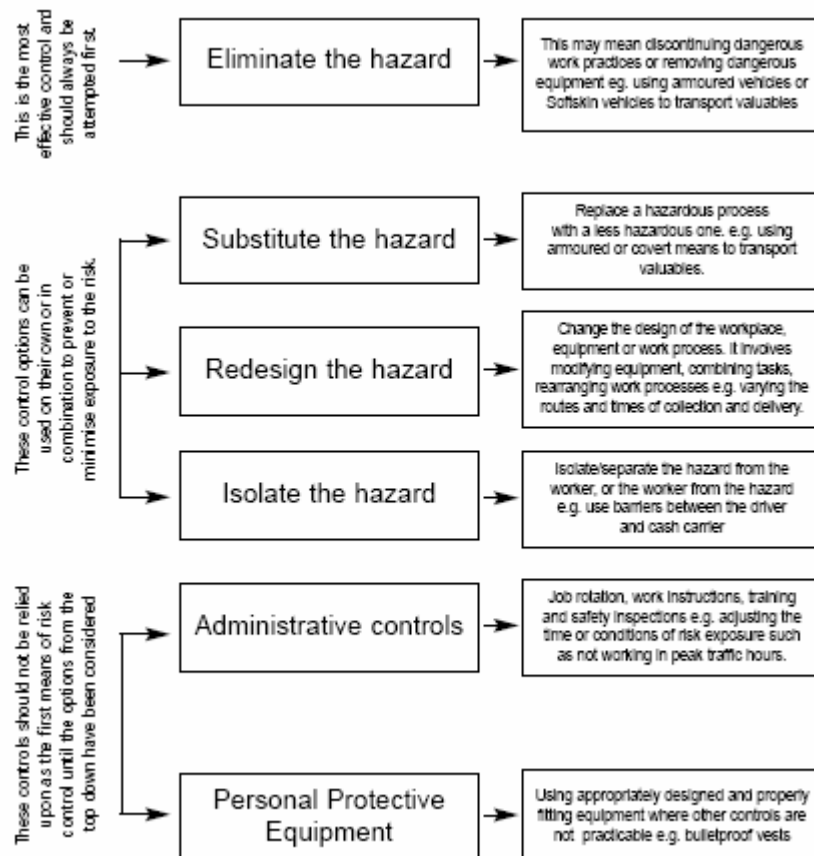 This is the most
effective control and
should always be
attempted first.
Eliminate the hazard
This may mean discontinuing dangerous
work practices or removing dangerous
equipment eg. using armoured vehicles or
Softskin vehicles to transport valuables
These control options can be
used on their own or in
combination to prevent or
minimise exposure to the risk.
Substitute the hazard
Replace a hazardous process
with a less hazardous one. e.g. using
armoured or covert means to transport
valuables.
Redesign the hazard
Change the design of the workplace,
equipment or work process. It involves
modifying equipment, combining tasks,
rearranging work processes e.g. varying the
routes and times of collection and delivery.
Isolate the hazard
Isolate/separate the hazard from the
worker, or the worker from the hazard
e.g. use barriers between the driver
and cash carrier
These controls should not be relied
upon as the first means of risk
control until the options from the
top down have been considered
Administrative controls
Job rotation, work instructions, training
and safety inspections e.g. adjusting the
time or conditions of risk exposure such
as not working in peak traffic hours.
Personal Protective
Equipment
Using appropriately designed and properly
fitting equipment where other controls are
not practicable e.g. bulletproof vests